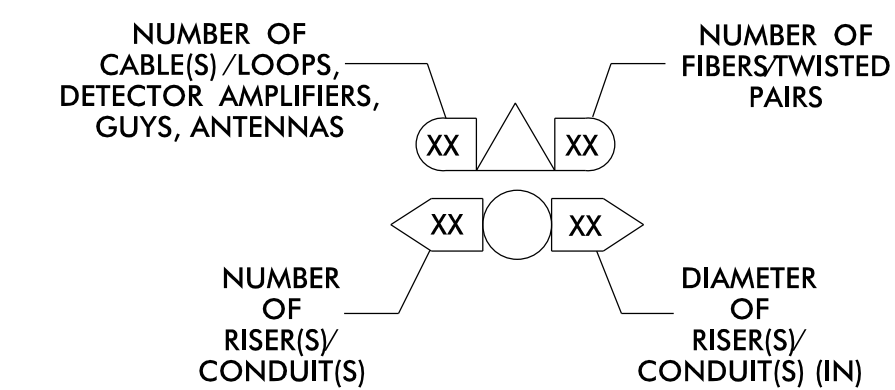 NUMBER OF
CABLE(S)/LOOPS,
DETECTOR AMPLIFIERS,
GUYS, ANTENNAS
NUMBER OF
FIBERS/TWISTED
PAIRS
XX
XX
XX
XX
NUMBER
OF
RISER(S)/
CONDUIT(S)
DIAMETER
OF
RISER(S)/
CONDUIT(S) (IN)